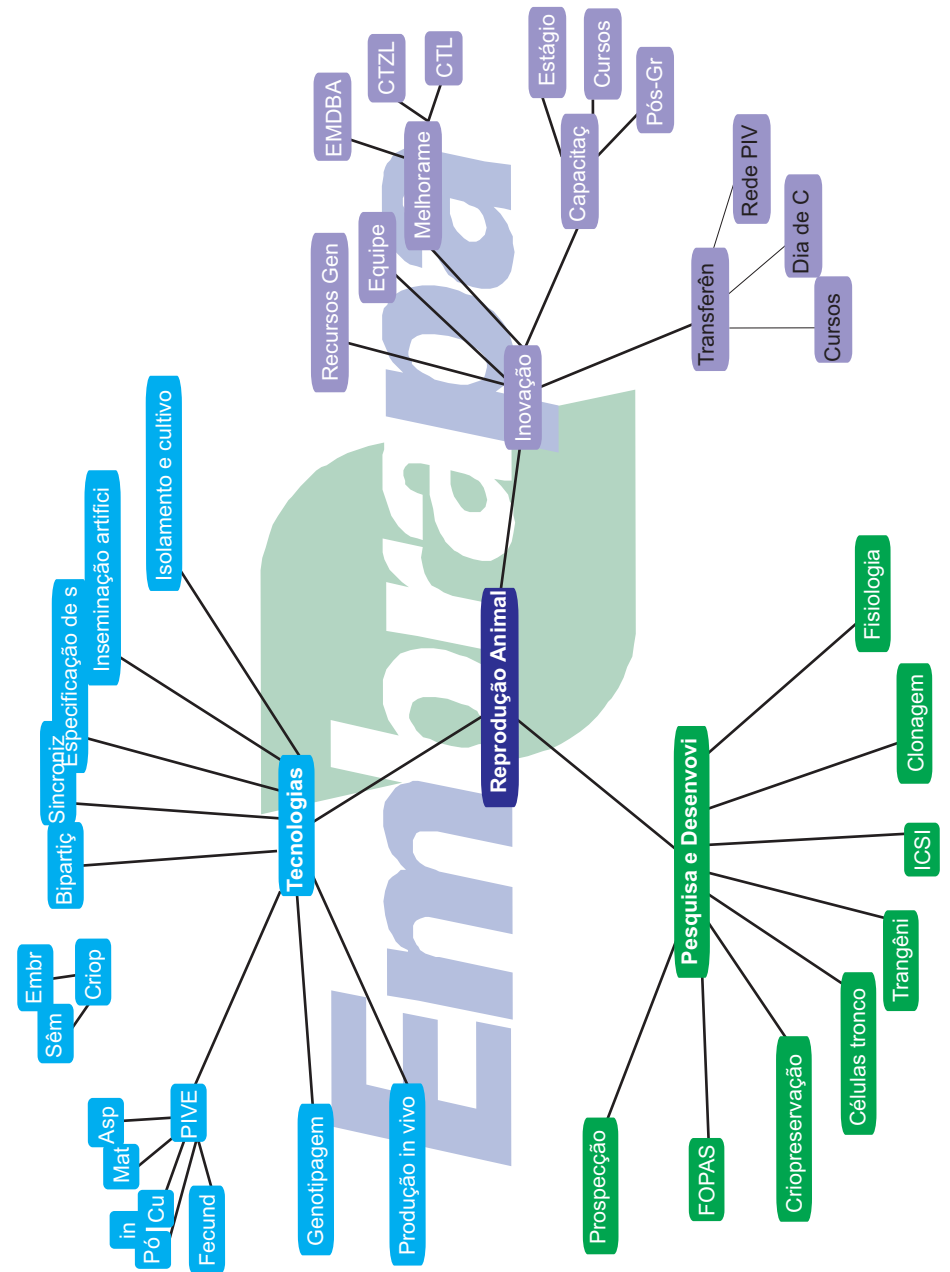 Embrapa
Reprodução Animal
Tecnologias
PIVE
Asp
Mat
in
Cu
Pó
Fecund
Genotipagem
Produção in vivo
Embr
Sêm
Criop
Bipartiç
Sincroniz
Especificação de s
Inseminação artifici
Isolamento e cultivo
Inovação
Recursos Gen
Equipe
Melhorame
EMDBA
CTZL
CTL
Capacitaç
Estágio
Cursos
Pós-Gr
Transferên
Rede PIV
Dia de C
Cursos
Pesquisa e Desenvovi
Prospecção
FOPAS
Criopreservação
Células tronco
Trangêni
ICSI
Clonagem
Fisiologia